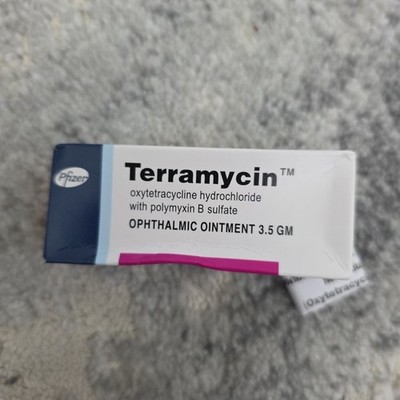 Pfizer
Terramycin™
oxytetracycline hydrochloride
with polymyxin B sulfate
OPHTHALMIC OINTMENT 3.5 GM
(Oxytetracyc